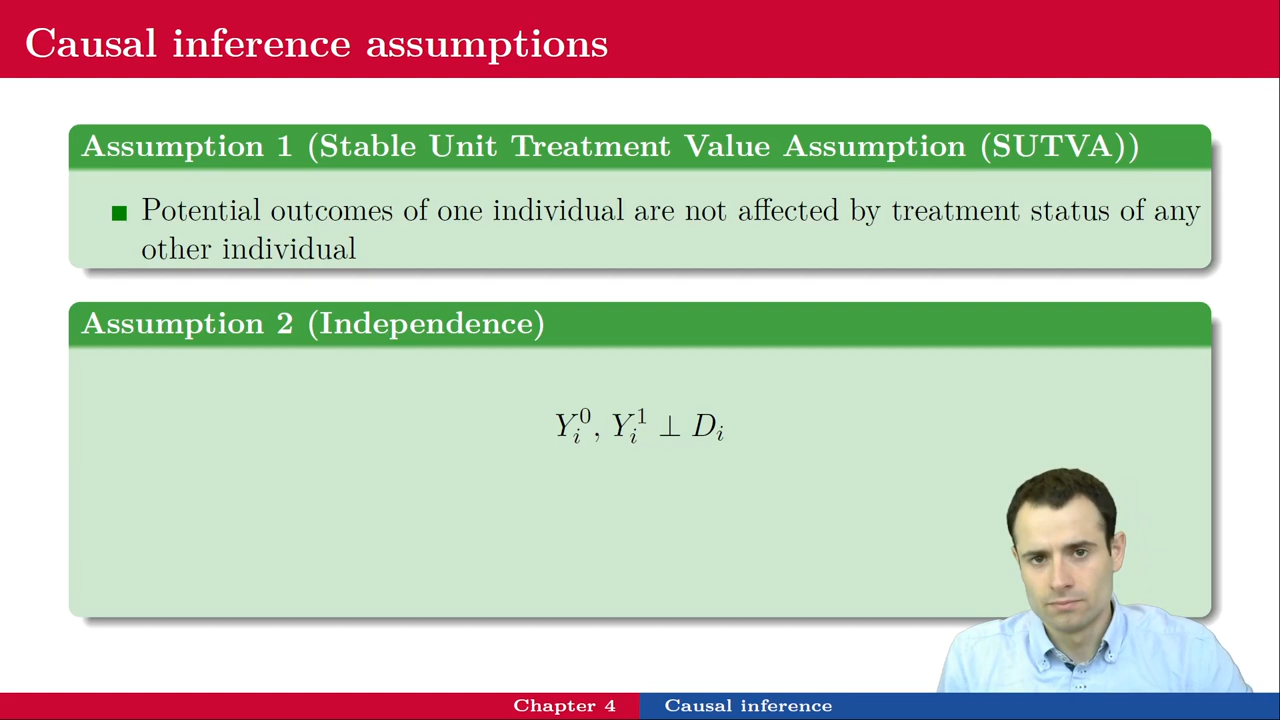 Causal inference assumptions
Assumption 1 (Stable Unit Treatment Value Assumption (SUTVA))
Potential outcomes of one individual are not affected by treatment status of any
other individual
Assumption 2 (Independence)
Y_i^0, Y_i^1 ⊥ D_i
Chapter 4 Causal inference